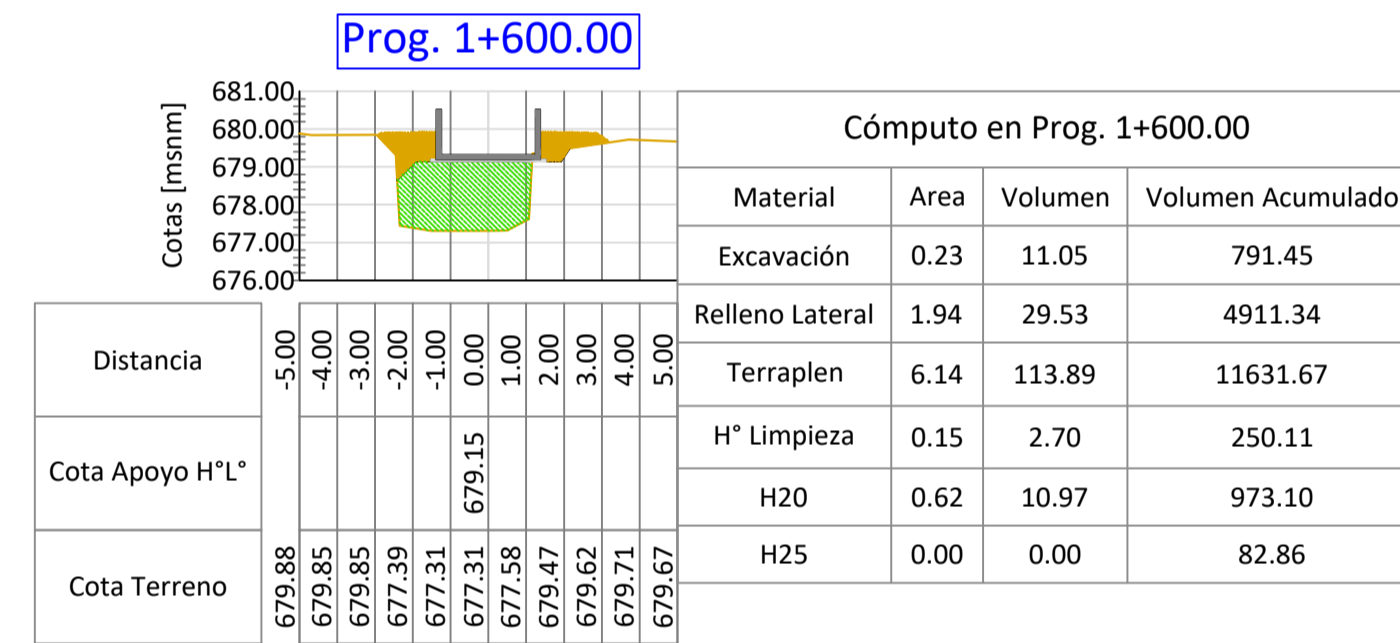 Prog. 1+600.00
Cotas [msnm]
681.00
680.00
679.00
678.00
677.00
676.00
Distancia
-5.00 -4.00 -3.00 -2.00 -1.00 0.00 1.00 2.00 3.00 4.00 5.00
Cota Apoyo H°L°
679.15
Cota Terreno
679.88 679.85 679.85 677.39 677.31 677.31 677.58 679.47 679.62 679.71 679.67
Cómputo en Prog. 1+600.00
Material Area Volumen Volumen Acumulado
Excavación 0.23 11.05 791.45
Relleno Lateral 1.94 29.53 4911.34
Terraplen 6.14 113.89 11631.67
H° Limpieza 0.15 2.70 250.11
H20 0.62 10.97 973.10
H25 0.00 0.00 82.86